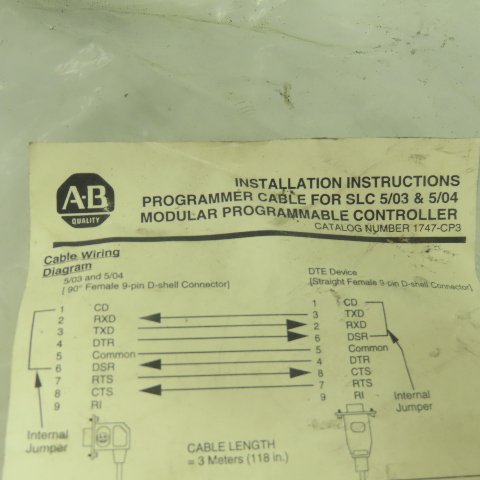 A-B
QUALITY
INSTALLATION INSTRUCTIONS
PROGRAMMER CABLE FOR SLC 5/03 & 5/04
MODULAR PROGRAMMABLE CONTROLLER
CATALOG NUMBER 1747-CP3
Cable Wiring
Diagram
5/03 and 5/04
[ 90° Female 9-pin D-shell Connector]
1 CD
2 RXD
3 TXD
4 DTR
5 Common
6 DSR
7 RTS
8 CTS
9 RI
Internal
Jumper
DTE Device
[Straight Female 9-pin D-shell Connector]
1 CD
3 TXD
2 RXD
6 DSR
5 Common
4 DTR
8 CTS
7 RTS
9 RI
Internal
Jumper
CABLE LENGTH
= 3 Meters (118 in.)